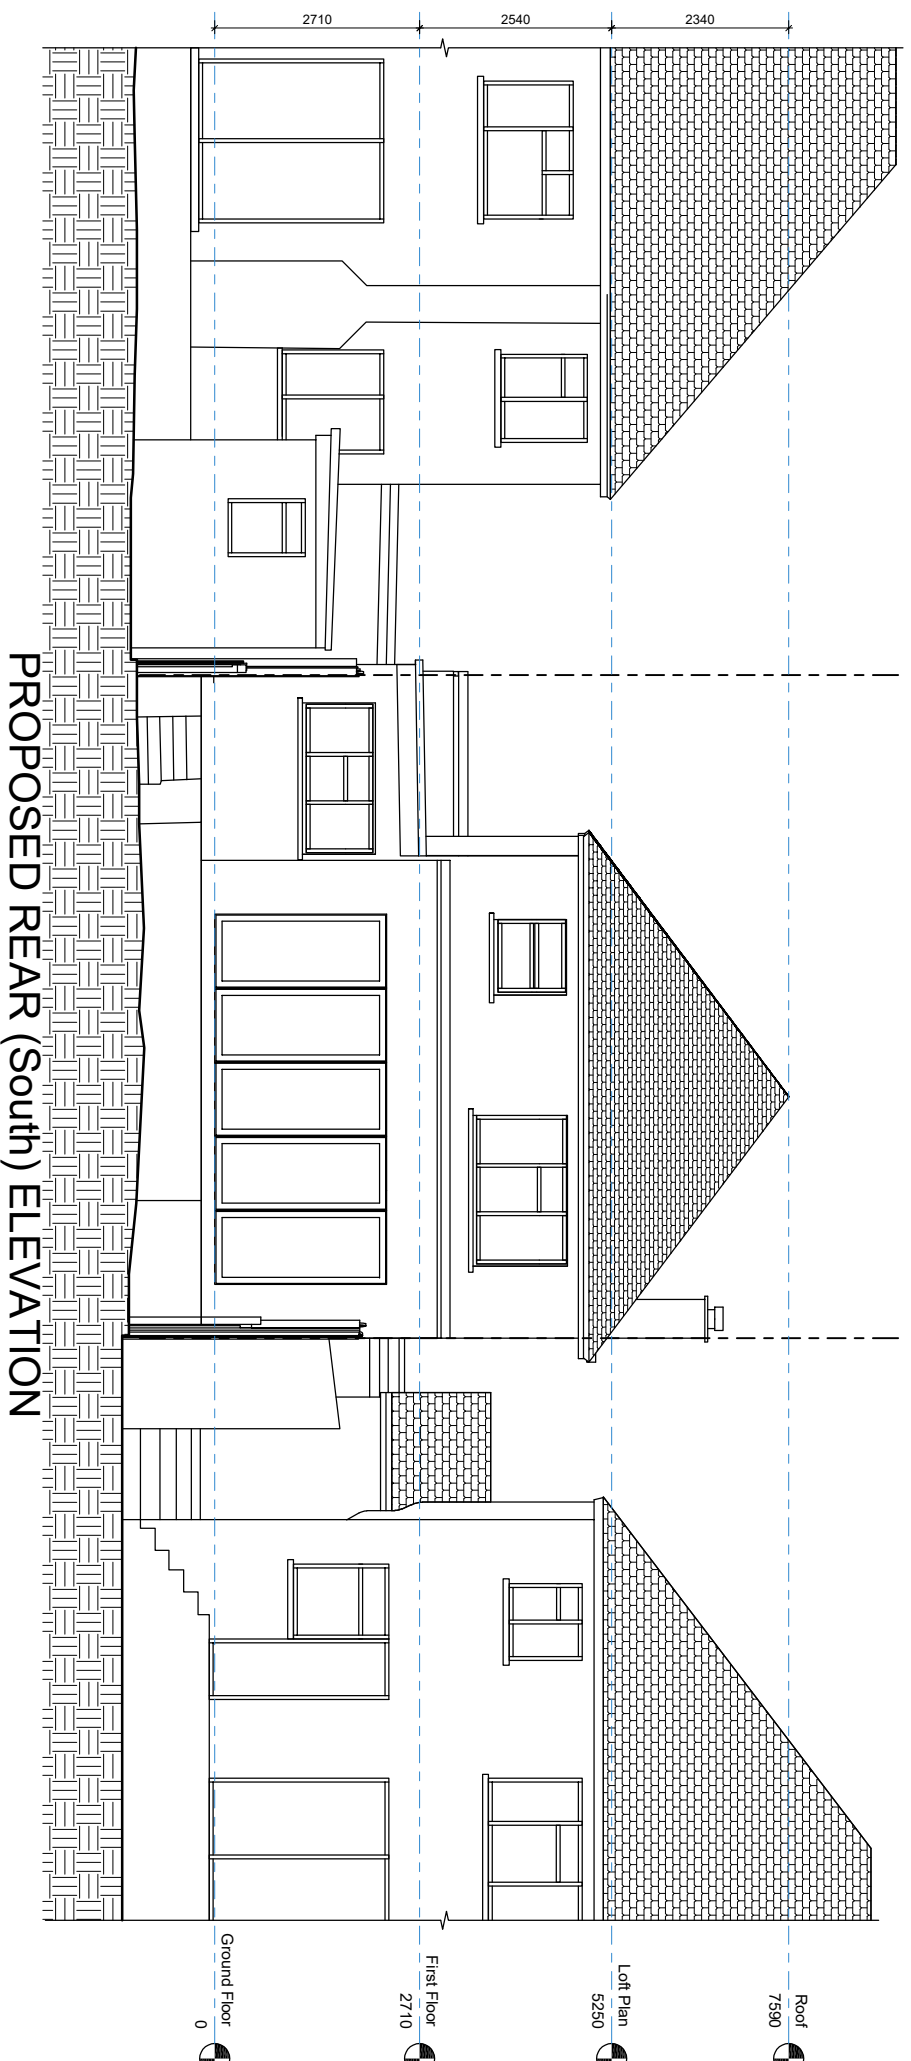 2710
2540
2340
Roof
7590
Loft Plan
5250
First Floor
2710
Ground Floor
0
PROPOSED REAR (South) ELEVATION